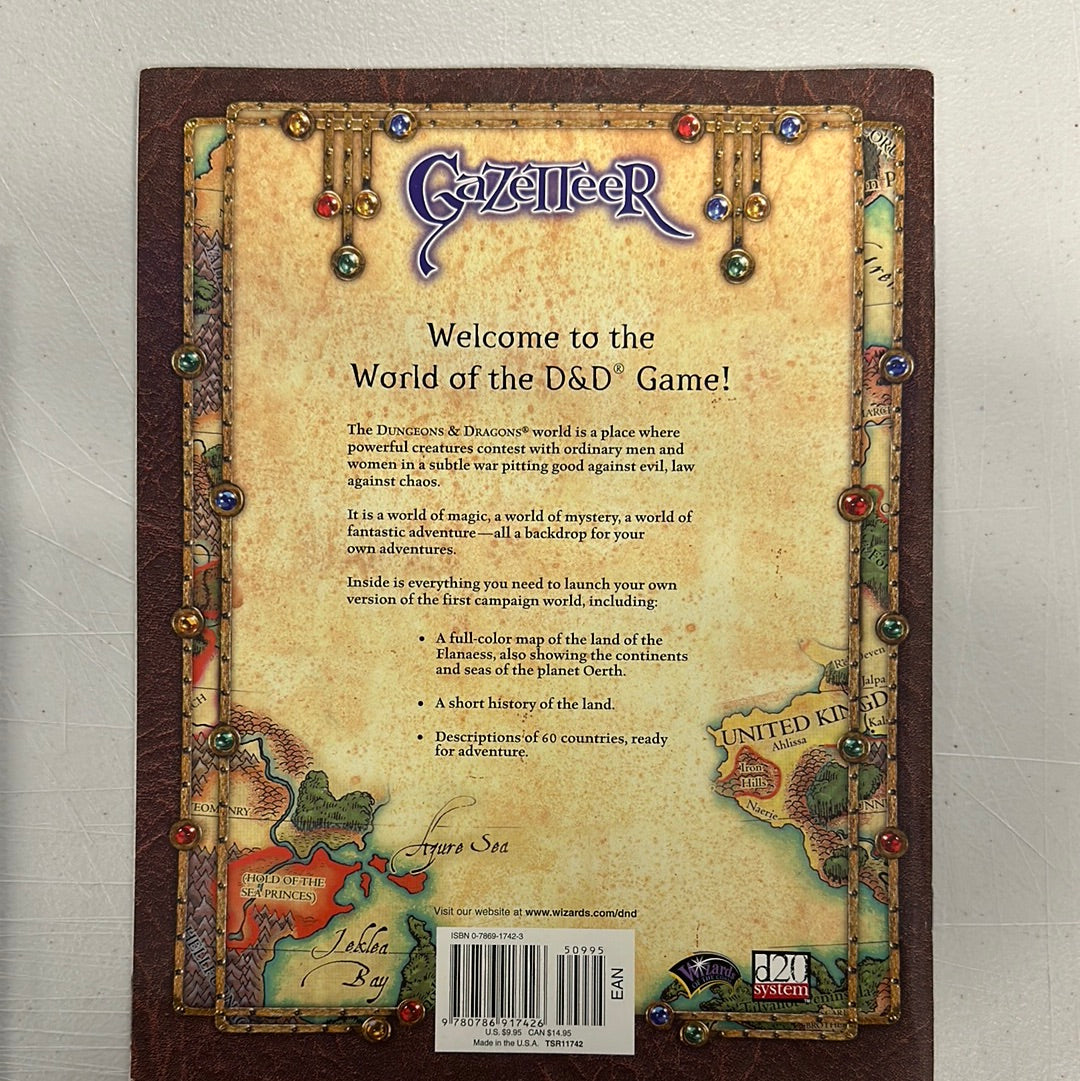 GAZETTEER
Welcome to the
World of the D&D® Game!
The DUNGEONS & DRAGONS® world is a place where
powerful creatures contest with ordinary men and
women in a subtle war pitting good against evil, law
against chaos.
It is a world of magic, a world of mystery, a world of
fantastic adventure—all a backdrop for your
own adventures.
Inside is everything you need to launch your own
version of the first campaign world, including:
• A full-color map of the land of the
Flanaess, also showing the continents
and seas of the planet Oerth.
• A short history of the land.
• Descriptions of 60 countries, ready
for adventure.
Jalpa
UNITED KINGD
Ahlissa
Iron
Hills
Naerie
EOMANRY
Azure Sea
(HOLD OF THE
SEA PRINCES)
Jeklea
Bay
Visit our website at www.wizards.com/dnd
ISBN 0-7869-1742-3
50995
EAN
9 780786 917426
U.S. $9.95 CAN $14.95
Made in the U.S.A. TSR11742
Wizards
OF THE COAST
d20
system™